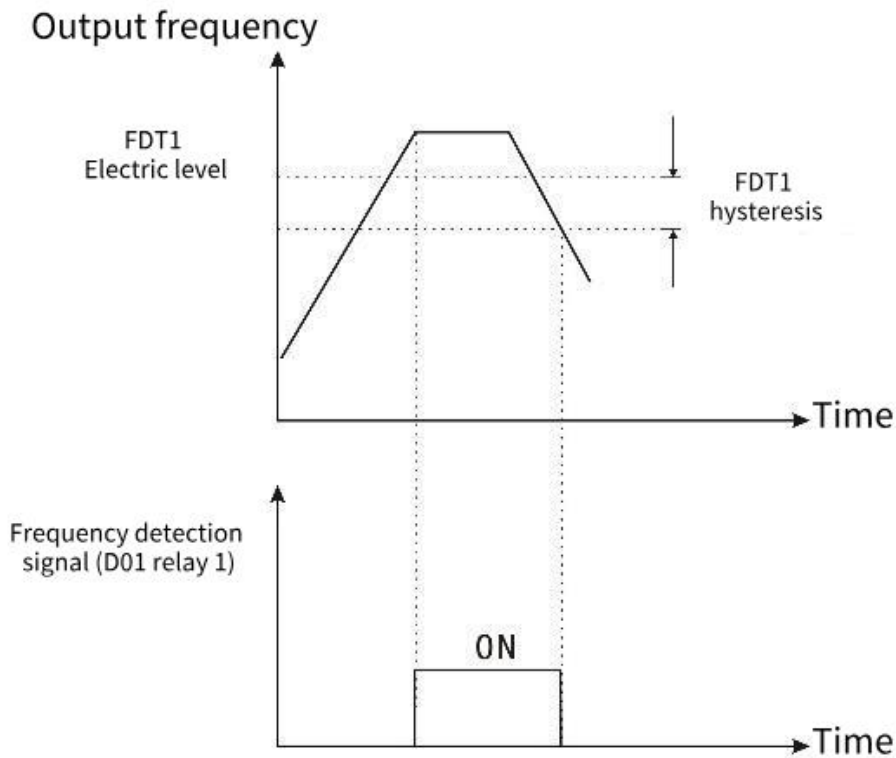 Output frequency
FDT1
Electric level
FDT1
hysteresis
Time
Frequency detection
signal (D01 relay 1)
ON
Time